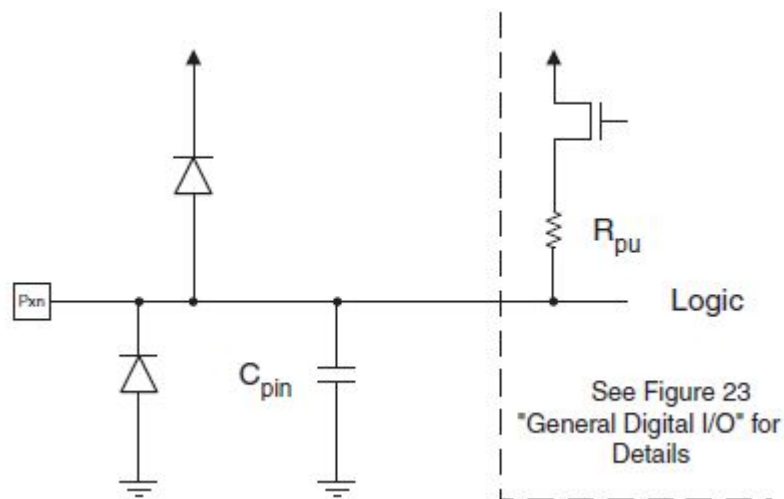 Pxn
Rpu
Logic
Cpin
See Figure 23
"General Digital I/O" for
Details